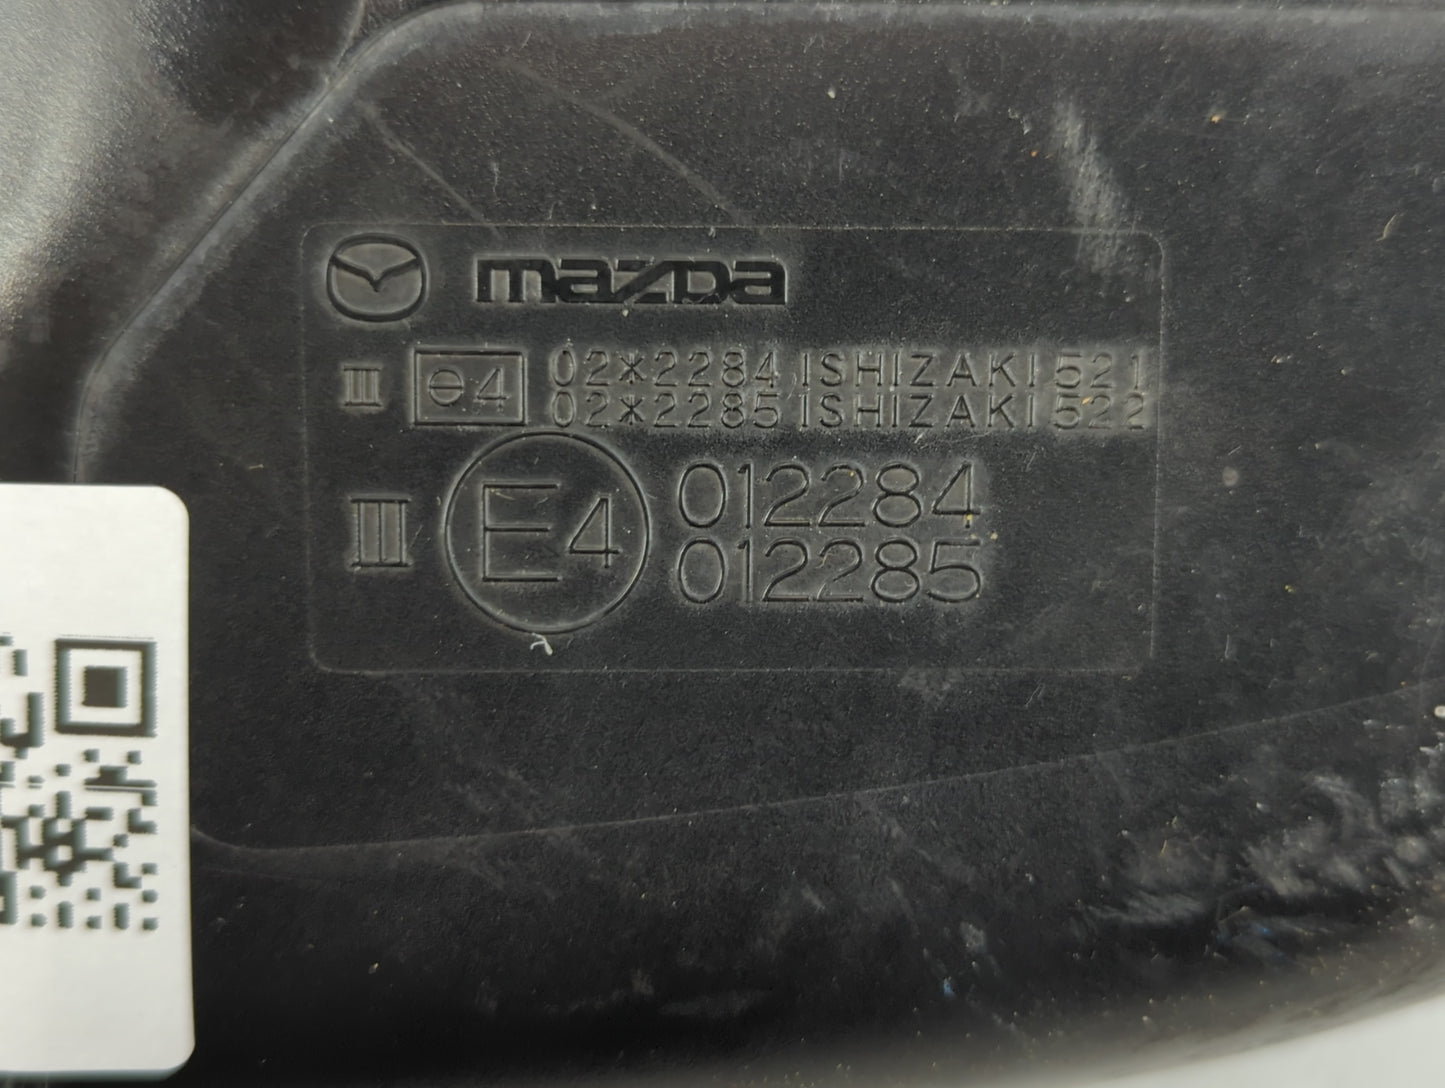 mazda
III e4 02*2284 ISHIZAKI 521
02*2285 ISHIZAKI 522
III E4 012284
012285